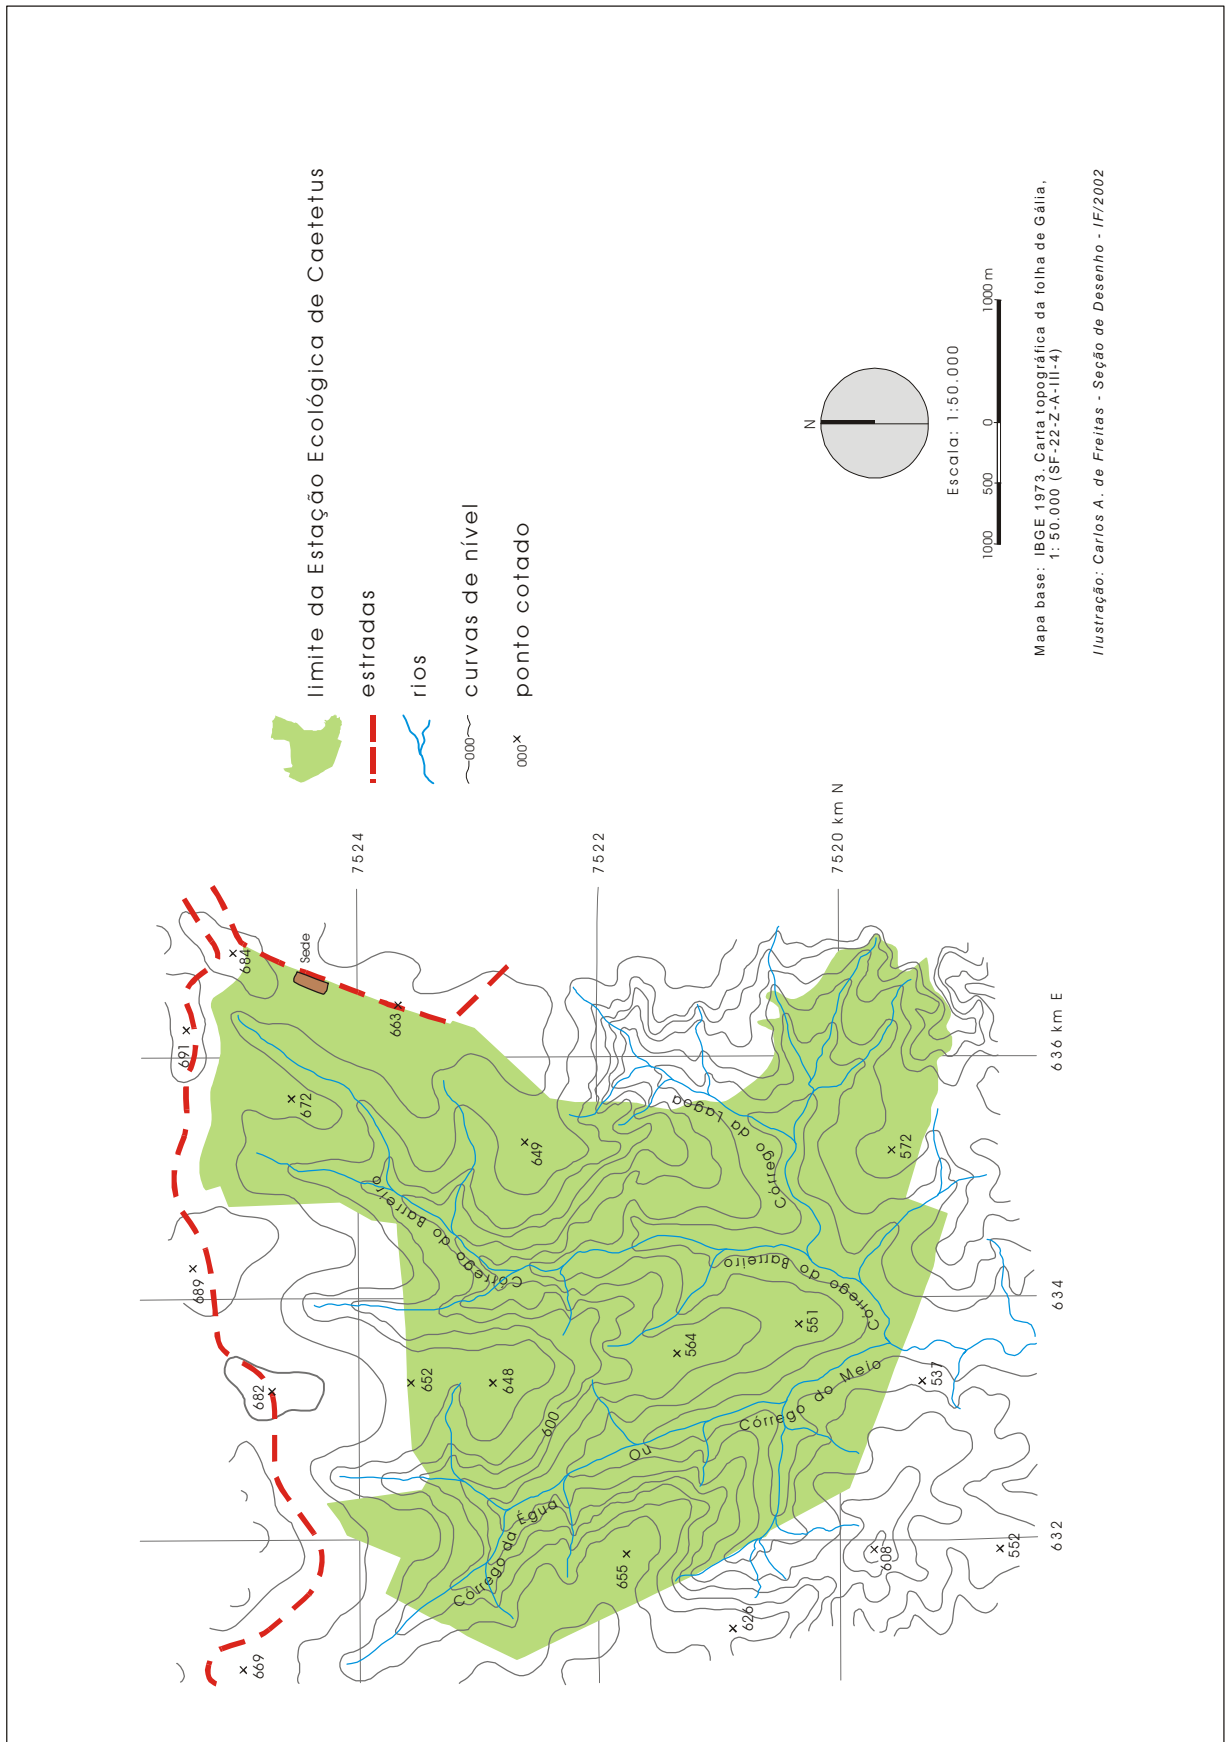 limite da Estação Ecológica de Caetetus
estradas
rios
000
curvas de nível
000
ponto cotado
N
Escala: 1:50.000
1000
500
0
1000 m
Mapa base: IBGE 1973. Carta topográfica da folha de Gália,
1: 50.000 (SF-22-Z-A-III-4)
Ilustração: Carlos A. de Freitas - Seção de Desenho - IF/2002
7524
7522
7520 km N
632
634
636 km E
669
682
689
691
684
Sede
663
672
649
652
648
600
564
551
572
537
655
626
608
552
Córrego do Barreiro
Córrego da Lagoa
Córrego do Barreiro
Córrego da Égua
Ou
Córrego do Meio